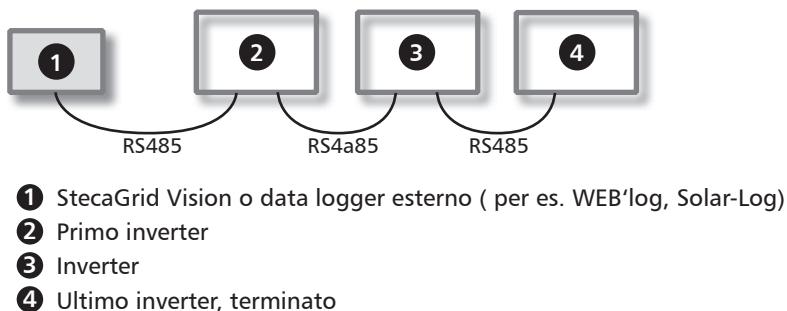 1 2 3 4
RS485 RS4a85 RS485
1 StecaGrid Vision o data logger esterno ( per es. WEB‘log, Solar-Log)
2 Primo inverter
3 Inverter
4 Ultimo inverter, terminato